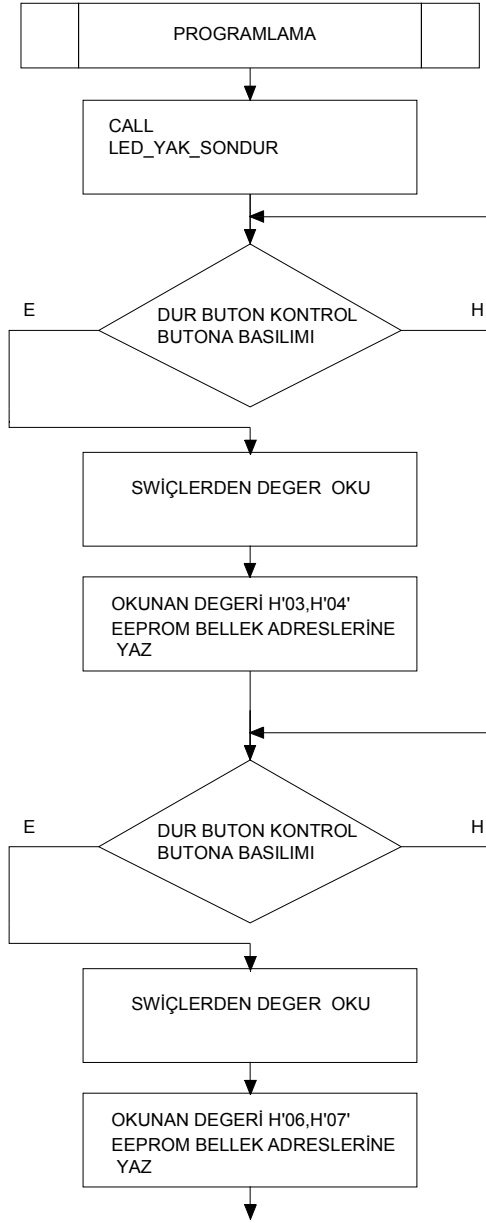 PROGRAMLAMA
CALL
LED_YAK_SONDUR
E
DUR BUTON KONTROL
BUTONA BASILIMI
H
SWİÇLERDEN DEGER OKU
OKUNAN DEGERİ H'03,H'04'
EEPROM BELLEK ADRESLERİNE
YAZ
E
DUR BUTON KONTROL
BUTONA BASILIMI
H
SWİÇLERDEN DEGER OKU
OKUNAN DEGERİ H'06,H'07'
EEPROM BELLEK ADRESLERİNE
YAZ